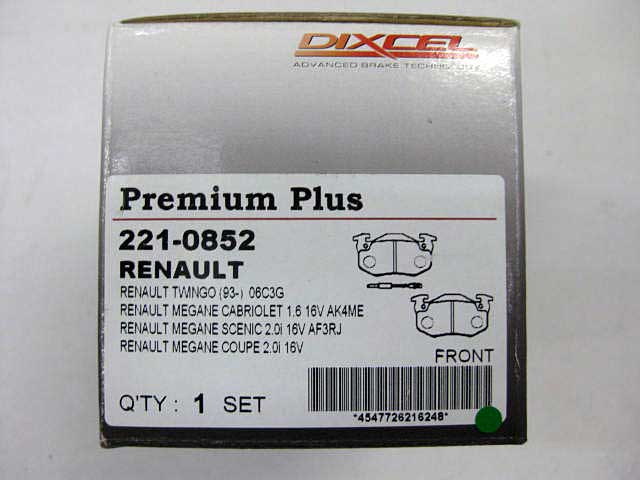 DIXCEL
ADVANCED BRAKE TECHNOLOGY
Premium Plus
221-0852
RENAULT
RENAULT TWINGO (93-) 06C3G
RENAULT MEGANE CABRIOLET 1.6 16V AK4ME
RENAULT MEGANE SCENIC 2.0i 16V AF3RJ
RENAULT MEGANE COUPE 2.0i 16V
FRONT
Q'TY : 1 SET
*4547726216248*